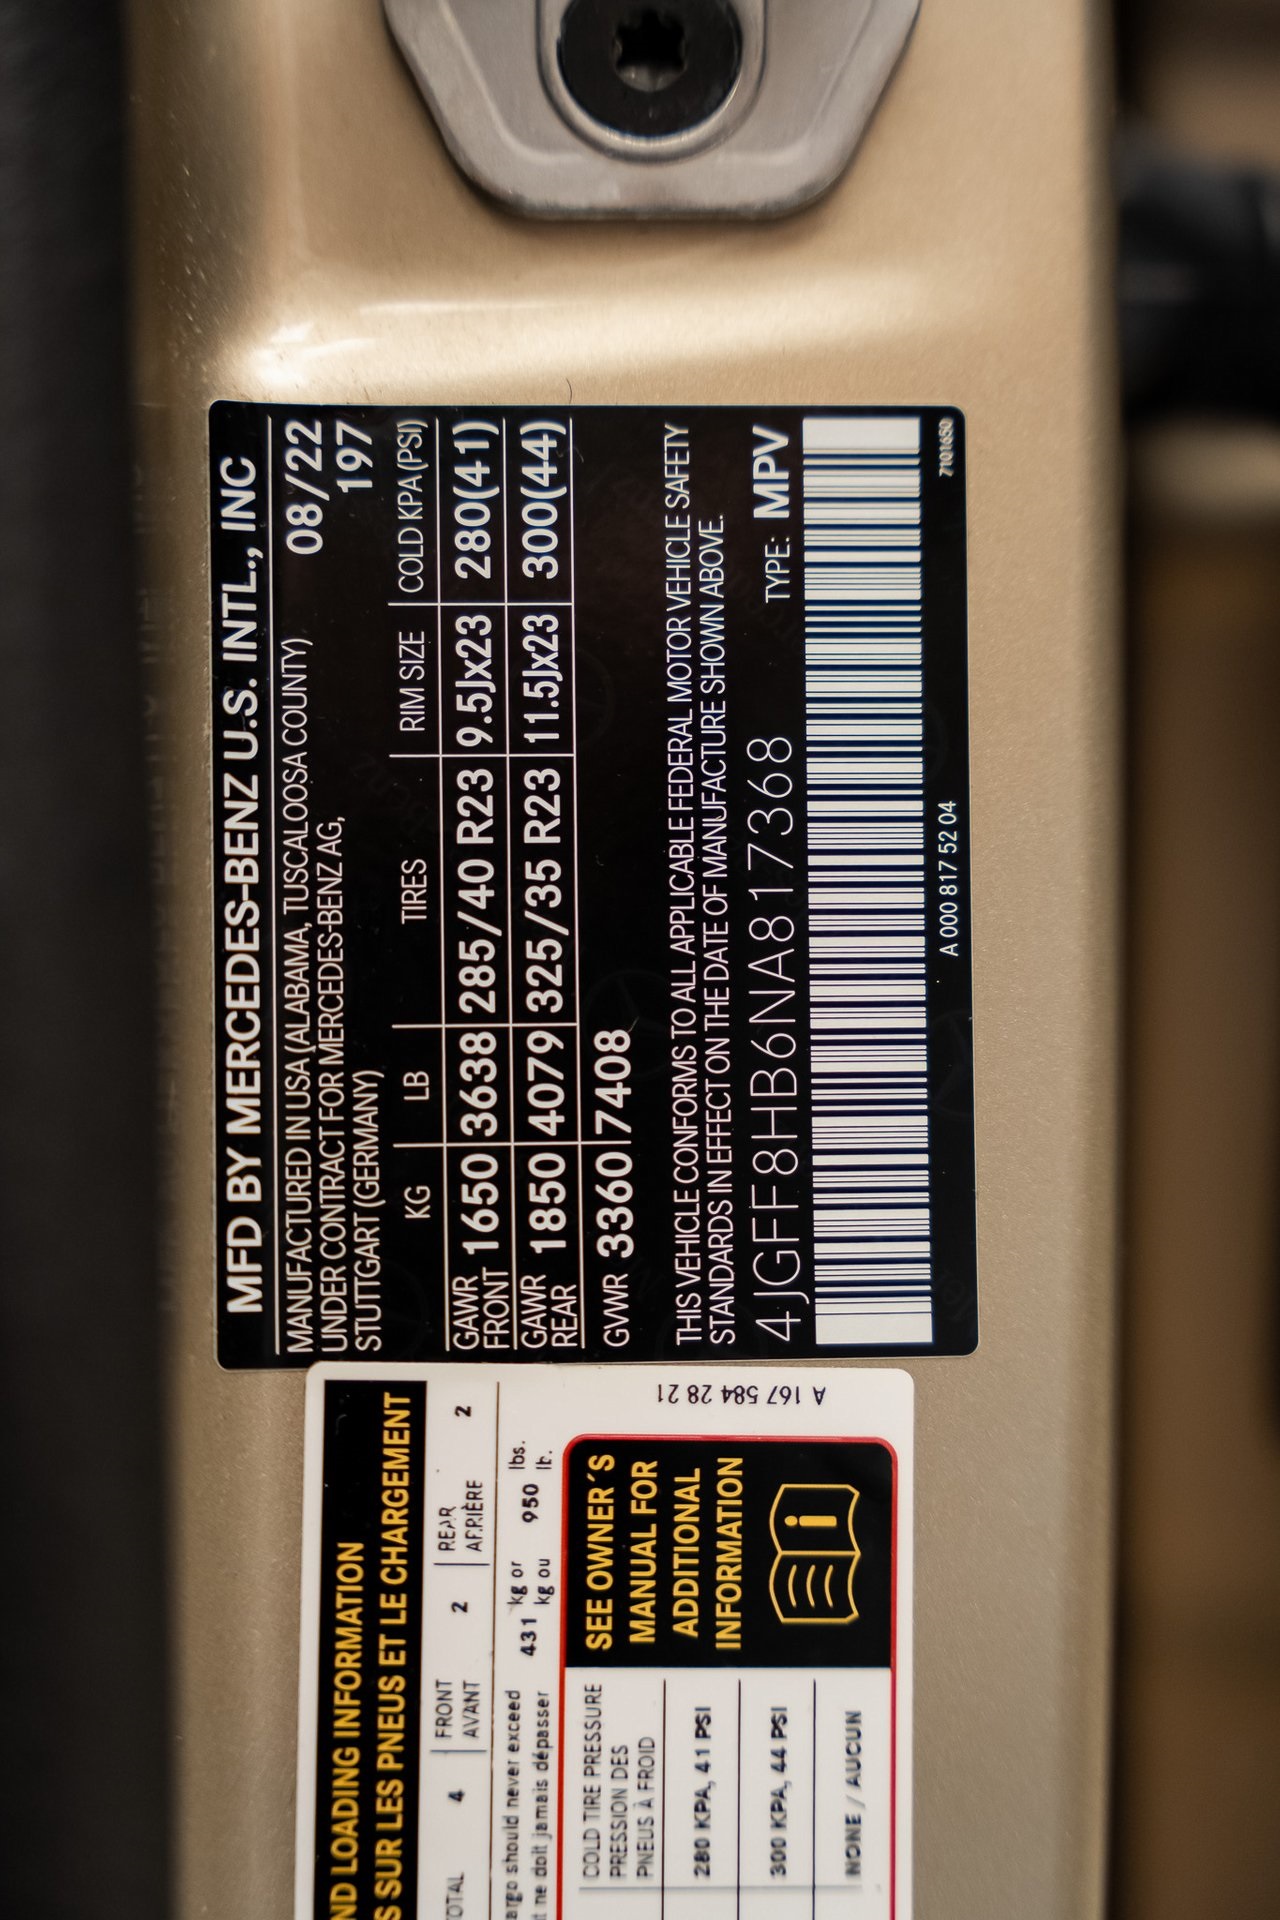 MFD BY MERCEDES-BENZ U.S. INTL., INC
MANUFACTURED IN USA (ALABAMA, TUSCALOOSA COUNTY) 08/22
UNDER CONTRACT FOR MERCEDES-BENZ AG, 197
STUTTGART (GERMANY)
KG LB TIRES RIM SIZE COLD KPA (PSI)
GAWR FRONT 1650 3638 285/40 R23 9.5Jx23 280(41)
GAWR REAR 1850 4079 325/35 R23 11.5Jx23 300(44)
GVWR 3360 7408
THIS VEHICLE CONFORMS TO ALL APPLICABLE FEDERAL MOTOR VEHICLE SAFETY
STANDARDS IN EFFECT ON THE DATE OF MANUFACTURE SHOWN ABOVE.
4JGFF8HB6NA817368 TYPE: MPV
A 000 817 52 04 7101650
ND LOADING INFORMATION
S SUR LES PNEUS ET LE CHARGEMENT
OTAL 4 FRONT AVANT 2 REAR ARRIÈRE 2
argo should never exceed 431 kg or 950 lbs.
t ne doit jamais dépasser kg ou lb.
COLD TIRE PRESSURE
PRESSION DES
PNEUS À FROID
280 KPA, 41 PSI
300 KPA, 44 PSI
NONE / AUCUN
SEE OWNER´S
MANUAL FOR
ADDITIONAL
INFORMATION
i
A 167 584 28 21